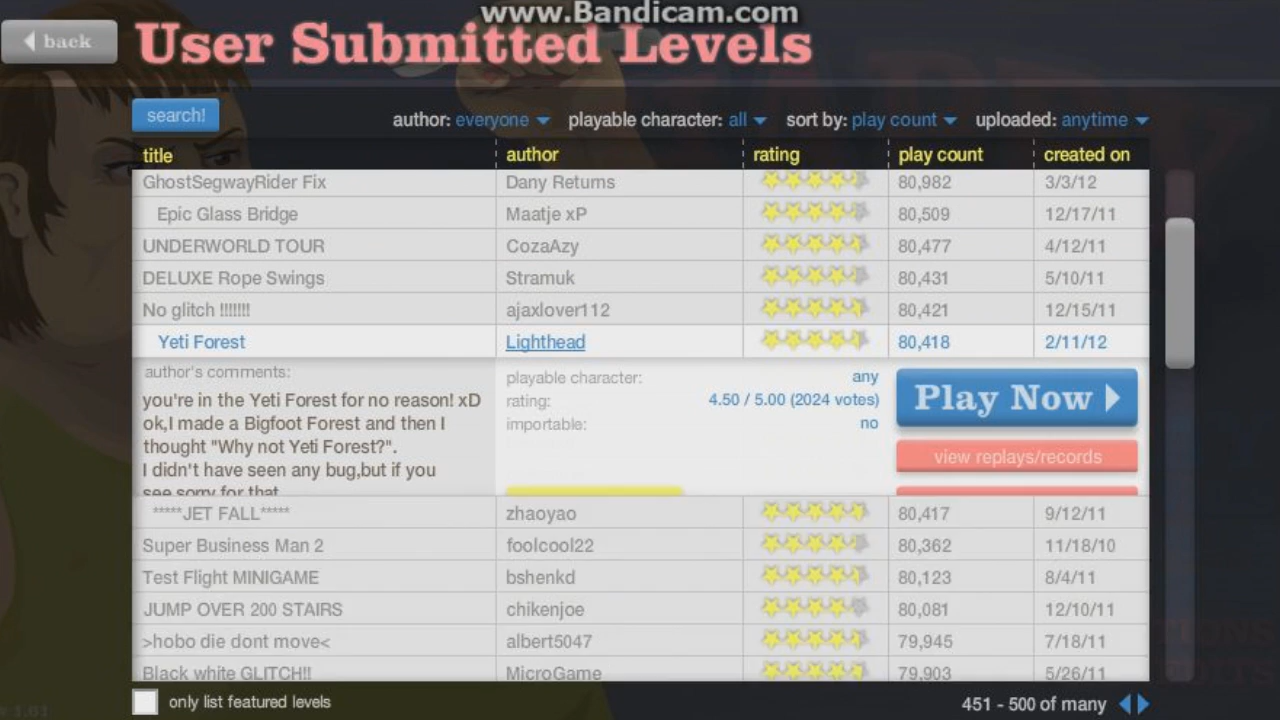 www.Bandicam.com
back
User Submitted Levels
search!
author: everyone playable character: all sort by: play count uploaded: anytime
title author rating play count created on
GhostSegwayRider Fix Dany Returns 80,982 3/3/12
Epic Glass Bridge Maatje xP 80,509 12/17/11
UNDERWORLD TOUR CozaAzy 80,477 4/12/11
DELUXE Rope Swings Stramuk 80,431 5/10/11
No glitch !!!!!!! ajaxlover112 80,421 12/15/11
Yeti Forest Lighthead 80,418 2/11/12
author's comments:
you're in the Yeti Forest for no reason! xD
ok,I made a Bigfoot Forest and then I
thought "Why not Yeti Forest?".
I didn't have seen any bug,but if you
see sorry for that
playable character: any
rating: 4.50 / 5.00 (2024 votes)
importable: no
Play Now
view replays/records
*****JET FALL***** zhaoyao 80,417 9/12/11
Super Business Man 2 foolcool22 80,362 11/18/10
Test Flight MINIGAME bshenkd 80,123 8/4/11
JUMP OVER 200 STAIRS chikenjoe 80,081 12/10/11
>hobo die dont move< albert5047 79,945 7/18/11
Black white GLITCH!! MicroGame 79,903 5/26/11
only list featured levels
451 - 500 of many